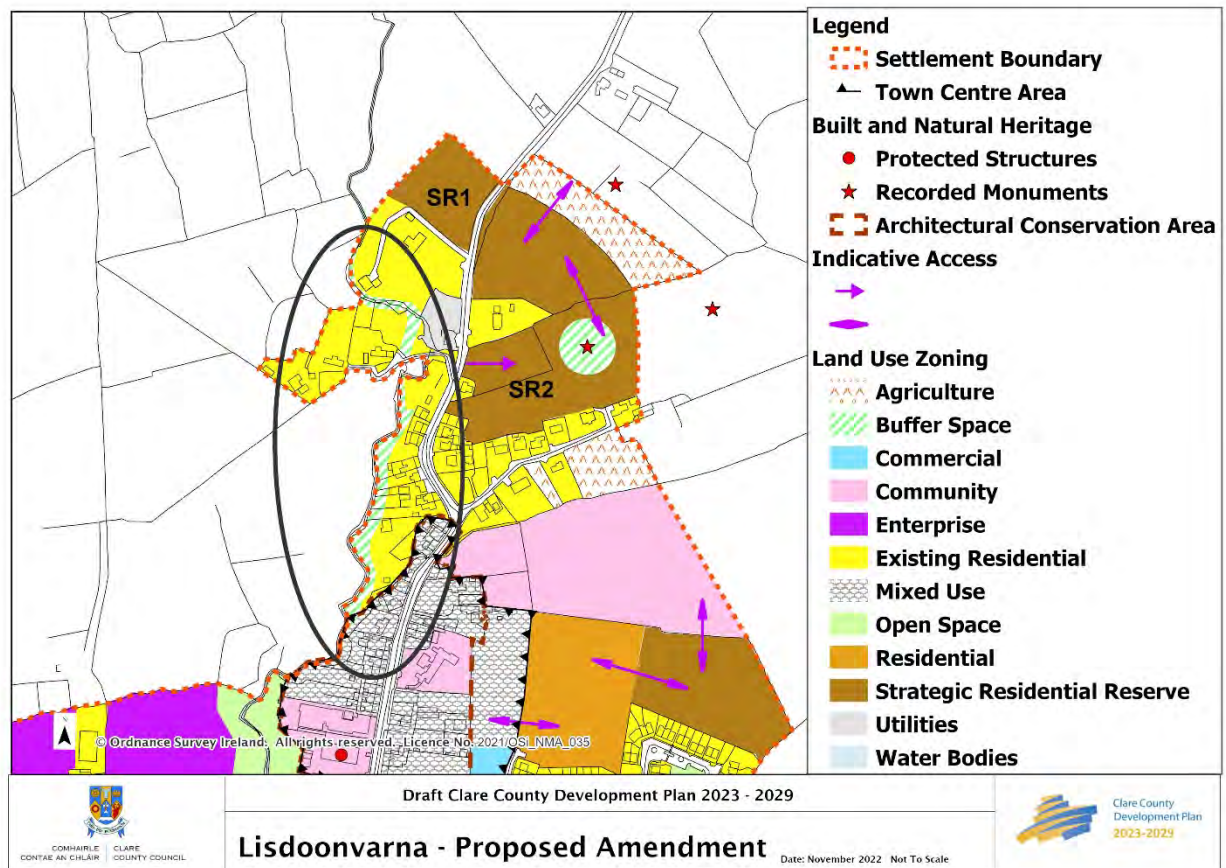 SR1
SR2
© Ordnance Survey Ireland. All rights reserved. Licence No. 2021/OSi_NMA_035
N
Legend
Settlement Boundary
Town Centre Area
Built and Natural Heritage
Protected Structures
Recorded Monuments
Architectural Conservation Area
Indicative Access
Land Use Zoning
Agriculture
Buffer Space
Commercial
Community
Enterprise
Existing Residential
Mixed Use
Open Space
Residential
Strategic Residential Reserve
Utilities
Water Bodies
COMHAIRLE CLARE
CONTAE AN CHLÁIR COUNTY COUNCIL
Draft Clare County Development Plan 2023 - 2029
Lisdoonvarna - Proposed Amendment Date: November 2022 Not To Scale
Clare County
Development Plan
2023-2029